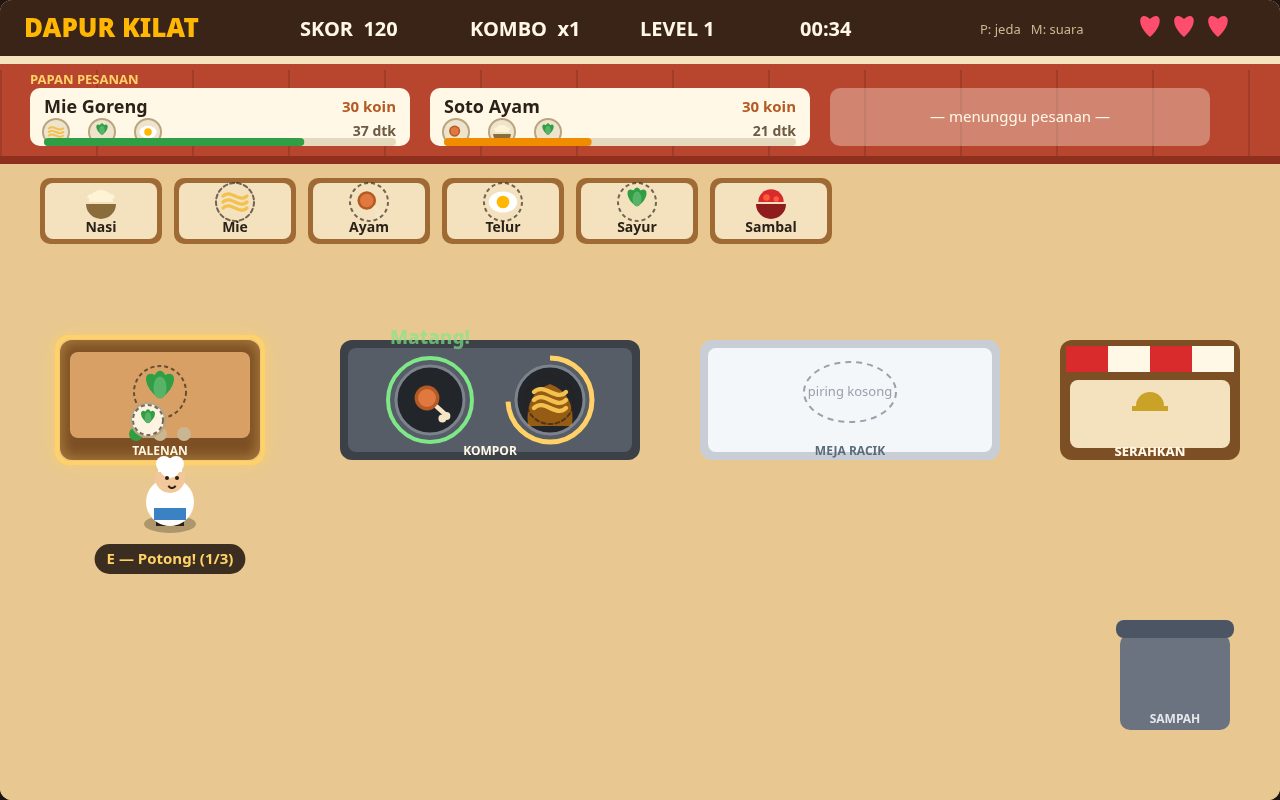 DAPUR KILAT
SKOR 120
KOMBO x1
LEVEL 1
00:34
P: jeda M: suara
PAPAN PESANAN
Mie Goreng
30 koin
37 dtk
Soto Ayam
30 koin
21 dtk
— menunggu pesanan —
Nasi
Mie
Ayam
Telur
Sayur
Sambal
Matang!
piring kosong
TALENAN
KOMPOR
MEJA RACIK
SERAHKAN
E — Potong! (1/3)
SAMPAH